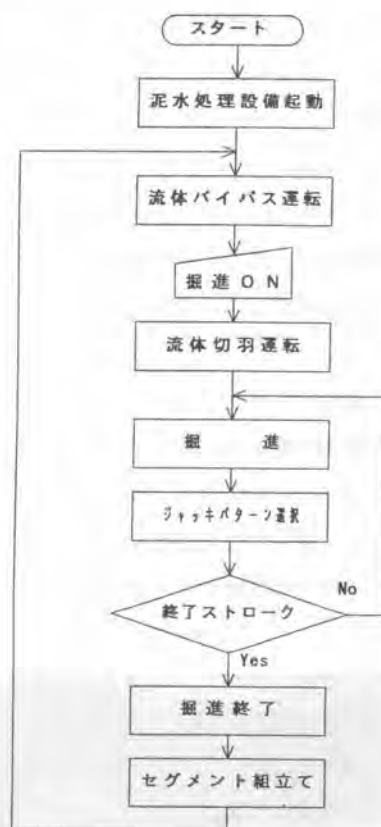 スタート
泥水処理設備起動
流体バイパス運転
掘進ON
流体切羽運転
掘進
ジャッキパターン選択
終了ストローク
No
Yes
掘進終了
セグメント組立て